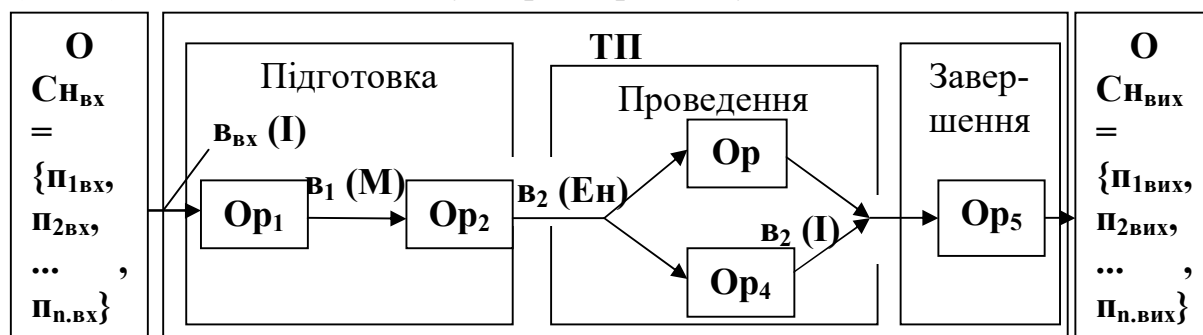 О
Сн_вх
=
{п_1вх,
п_2вх,
... ,
п_n.вх}
ТП
Підготовка
в_вх (І)
Ор_1
в_1 (М)
Ор_2
в_2 (Ен)
Проведення
Ор
в_2 (І)
Ор_4
Завер-
шення
Ор_5
О
Сн_вих
=
{п_1вих,
п_2вих,
... ,
п_n.вих}